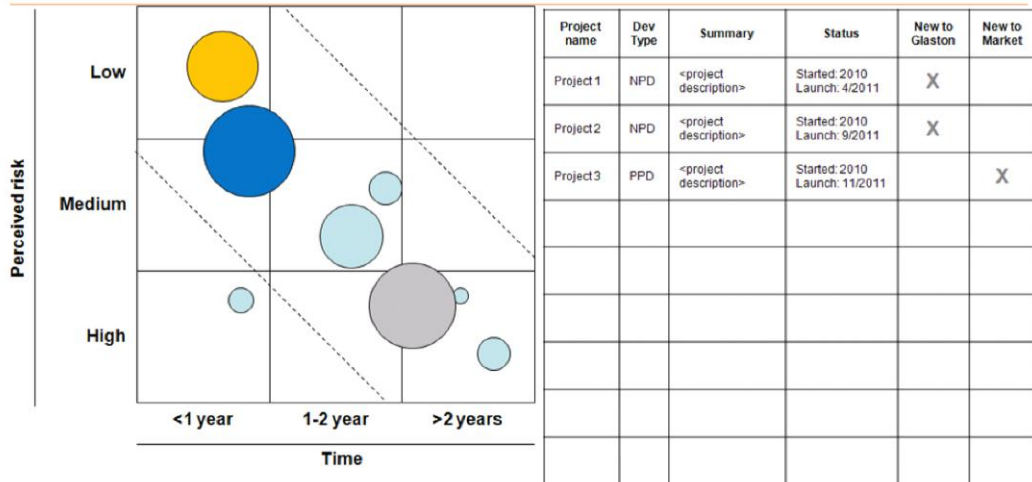 Perceived risk
Low
Medium
High
<1 year
1-2 year
>2 years
Time
Project name
Dev Type
Summary
Status
New to Glaston
New to Market
Project 1
NPD
<project
description>
Started: 2010
Launch: 4/2011
X
Project 2
NPD
<project
description>
Started: 2010
Launch: 9/2011
X
Project 3
PPD
<project
description>
Started: 2010
Launch: 11/2011
X